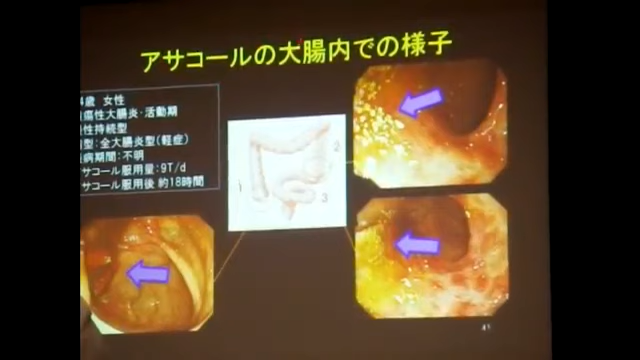 アサコールの大腸内での様子
4歳 女性
瘍性大腸炎・活動期
性持続型
型:全大腸炎型(軽症)
病期間:不明
サコール服用量:9T/d
サコール服用後 約18時間
1
2
3
41